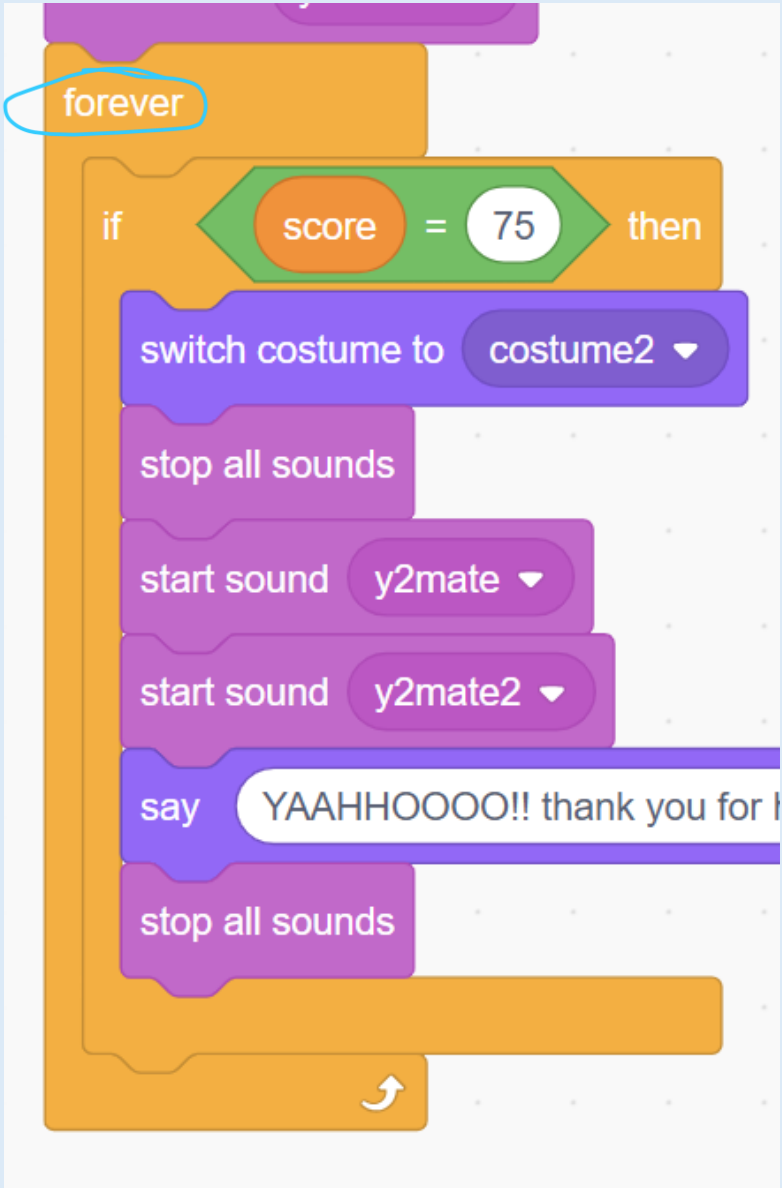 forever
if score = 75 then
switch costume to costume2
stop all sounds
start sound y2mate
start sound y2mate2
say YAAHHOOOO!! thank you for
stop all sounds